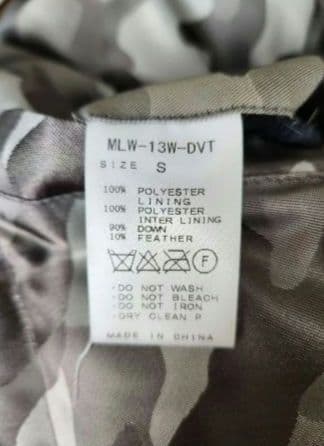 MLW-13W-DVT
SIZE S
100% POLYESTER
LINING
100% POLYESTER
INTER LINING
90% DOWN
10% FEATHER
F
·DO NOT WASH
·DO NOT BLEACH
·DO NOT IRON
·DRY CLEAN P
MADE IN CHINA